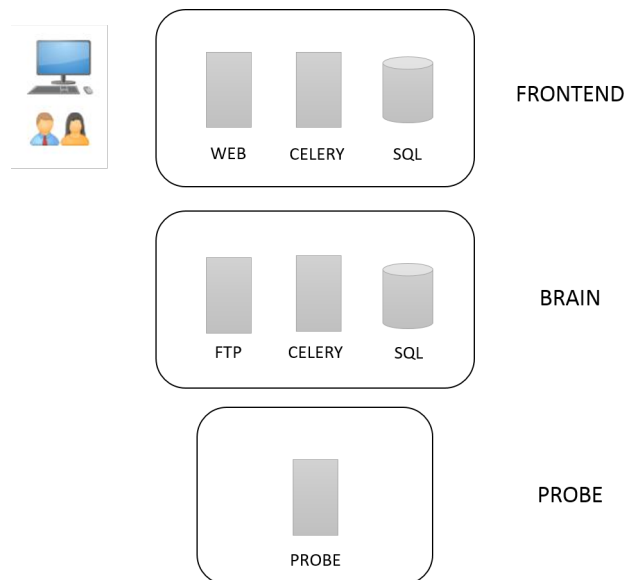 FRONTEND
WEB CELERY SQL
BRAIN
FTP CELERY SQL
PROBE
PROBE